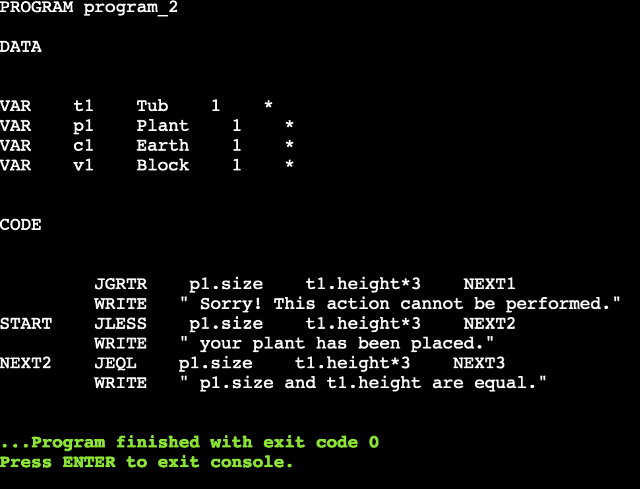 PROGRAM program_2
DATA
VAR t1 Tub 1 *
VAR p1 Plant 1 *
VAR c1 Earth 1 *
VAR v1 Block 1 *
CODE
JGRTR p1.size t1.height*3 NEXT1
WRITE " Sorry! This action cannot be performed."
START JLESS p1.size t1.height*3 NEXT2
WRITE " your plant has been placed."
NEXT2 JEQL p1.size t1.height*3 NEXT3
WRITE " p1.size and t1.height are equal."
...Program finished with exit code 0
Press ENTER to exit console.